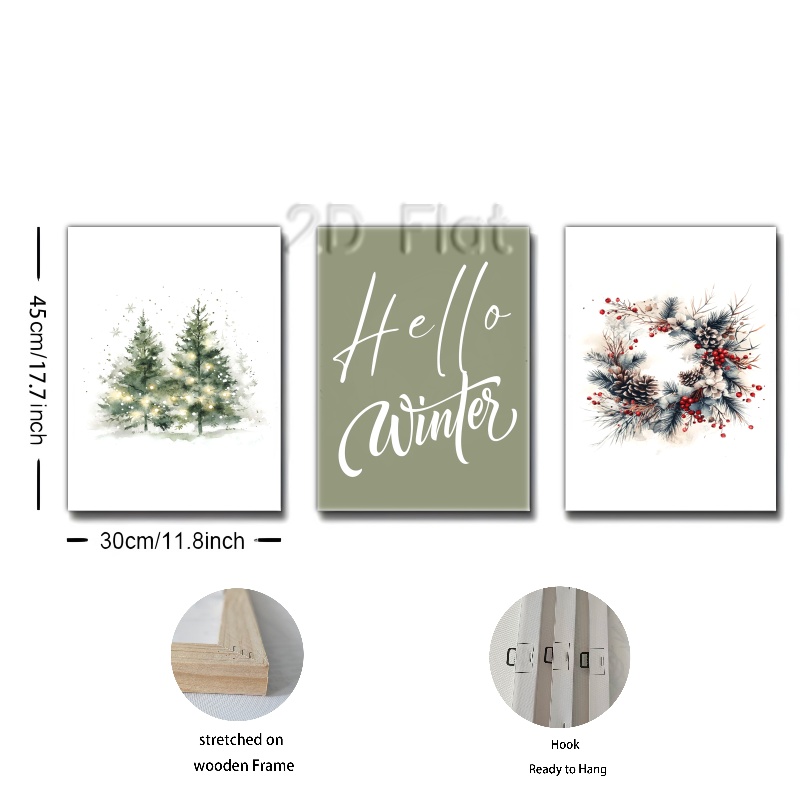 2D Flat
Hello
Winter
45cm/17.7inch
30cm/11.8inch
stretched on
wooden Frame
Hook
Ready to Hang